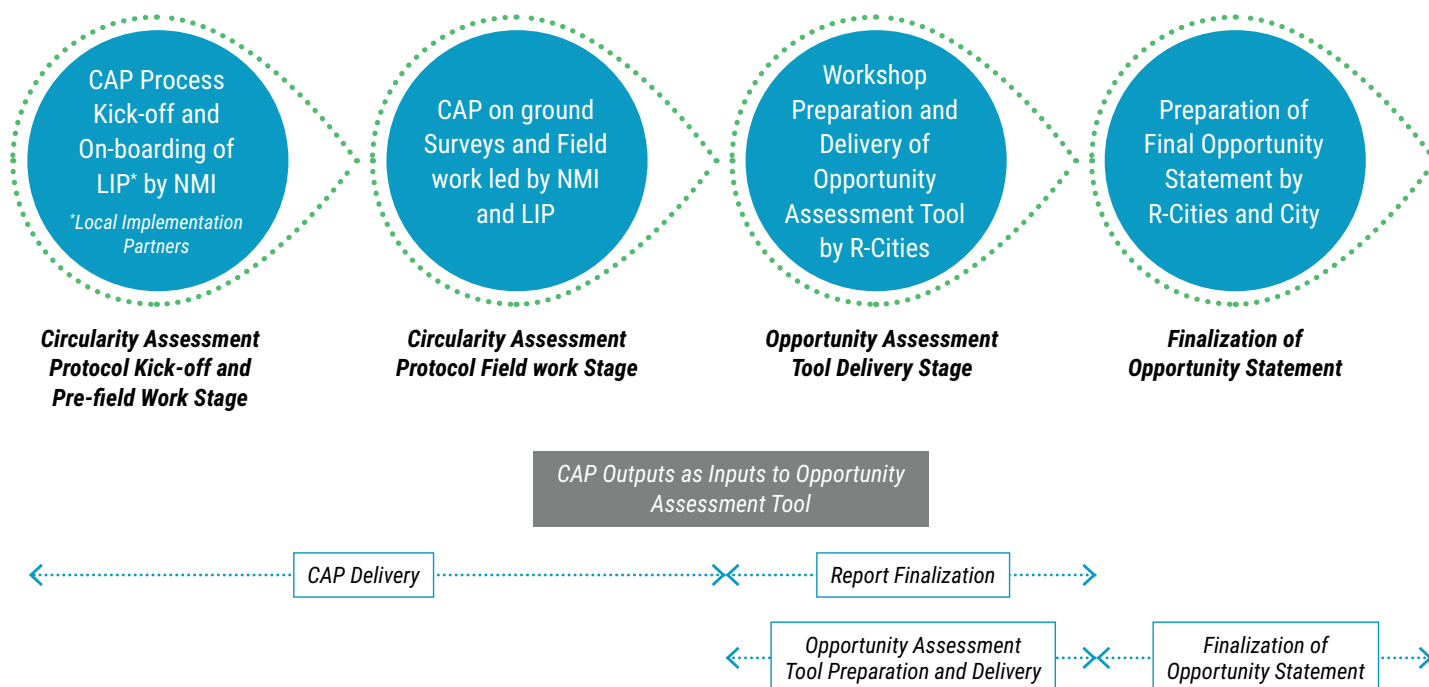 CAP Process
Kick-off and
On-boarding of
LIP* by NMI
*Local Implementation
Partners
CAP on ground
Surveys and Field
work led by NMI
and LIP
Workshop
Preparation and
Delivery of
Opportunity
Assessment Tool
by R-Cities
Preparation of
Final Opportunity
Statement by
R-Cities and City
Circularity Assessment
Protocol Kick-off and
Pre-field Work Stage
Circularity Assessment
Protocol Field work Stage
Opportunity Assessment
Tool Delivery Stage
Finalization of
Opportunity Statement
CAP Outputs as Inputs to Opportunity
Assessment Tool
CAP Delivery
Report Finalization
Opportunity Assessment
Tool Preparation and Delivery
Finalization of
Opportunity Statement